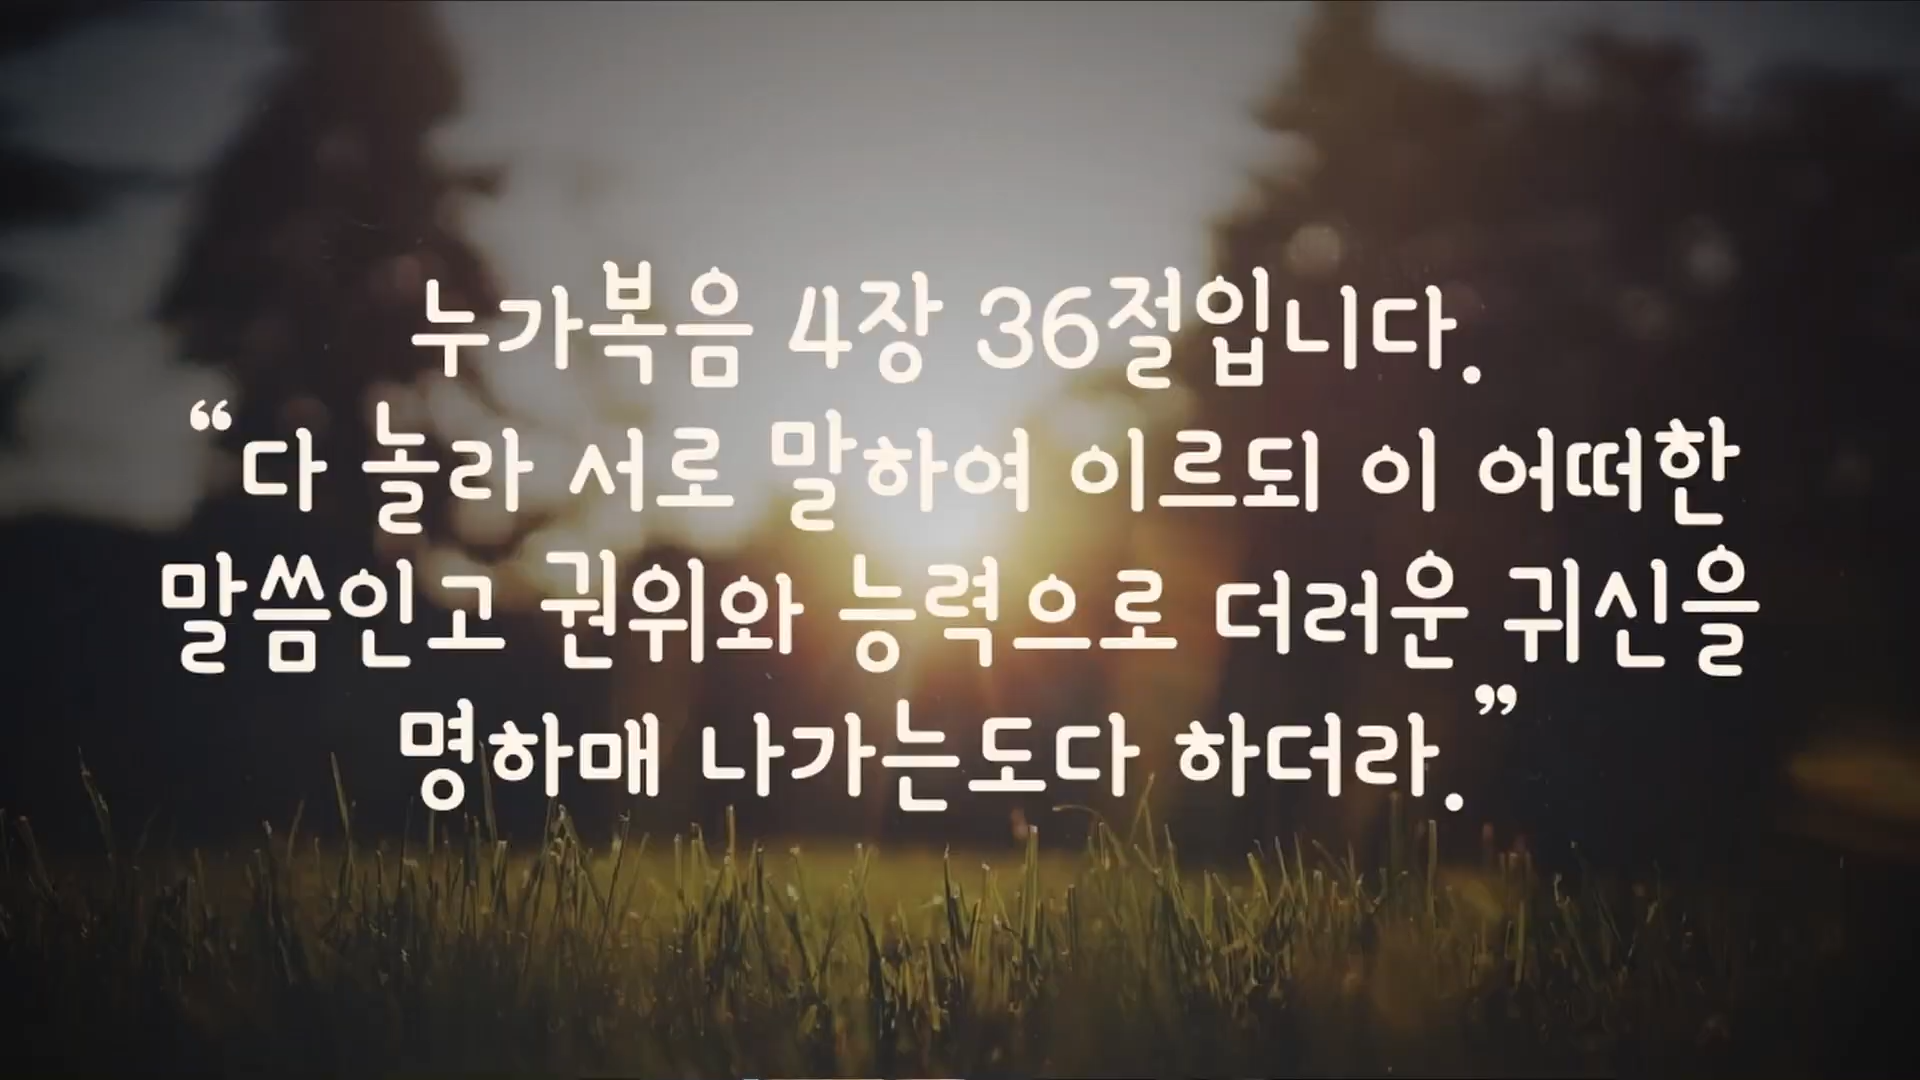 누가복음 4장 36절입니다.
“다 놀라 서로 말하여 이르되 이 어떠한
말씀인고 권위와 능력으로 더러운 귀신을
명하매 나가는도다 하더라.”